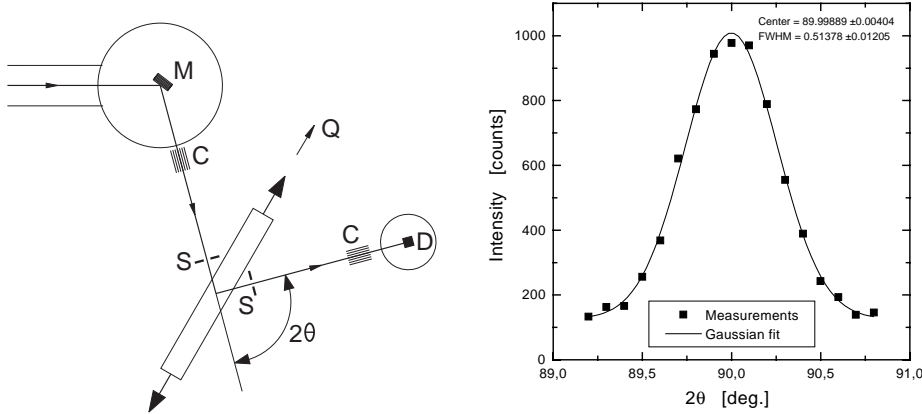 M
Q
C
C
D
S
S
2θ
Center = 89.99889 ±0.00404
FWHM = 0.51378 ±0.01205
Intensity [counts]
1000
800
600
400
200
0
Measurements
Gaussian fit
89,0 89,5 90,0 90,5 91,0
2θ [deg.]